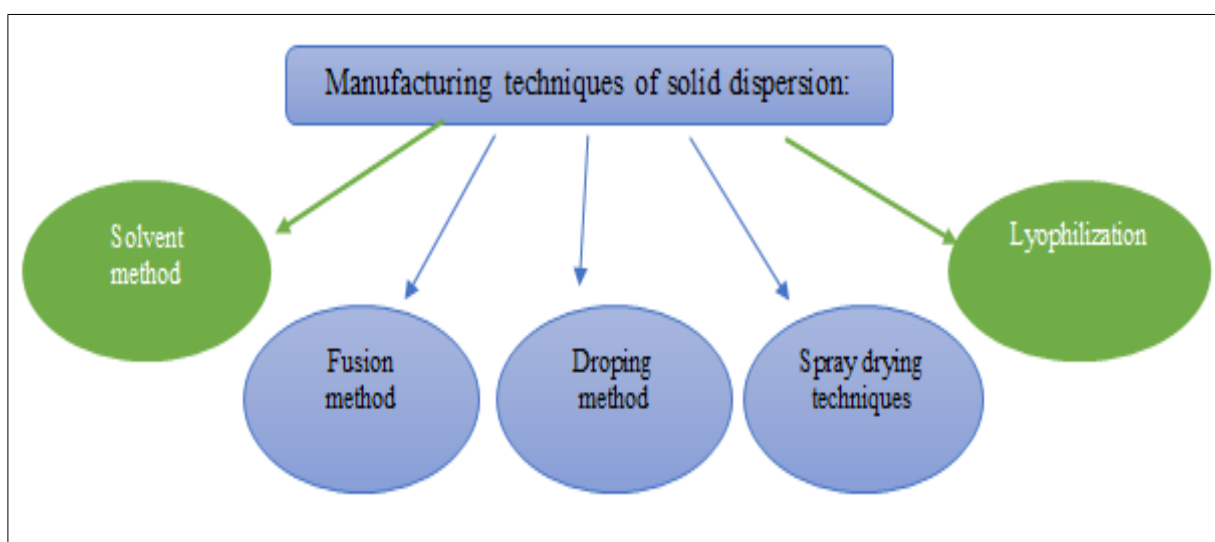 Manufacturing techniques of solid dispersion:
Solvent
method
Lyophilization
Fusion
method
Droping
method
Spray drying
techniques